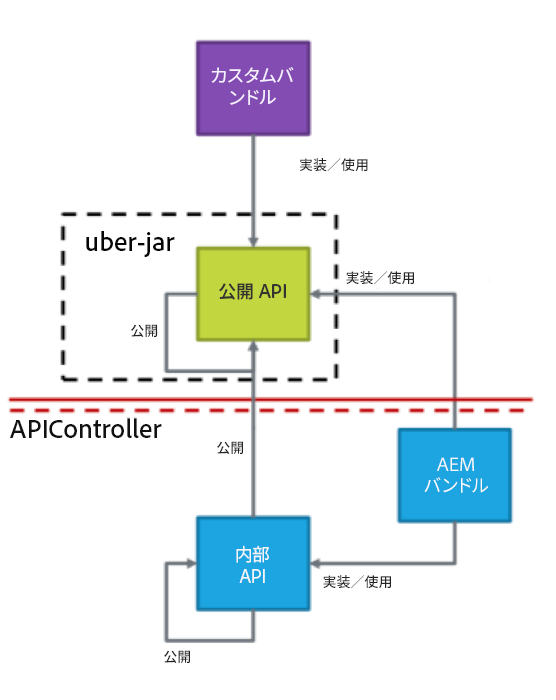 カスタムバ
ンドル
実装／使用
uber-jar
公開 API
実装／使用
公開
APIController
公開
AEM
バンドル
内部
API
実装／使用
公開